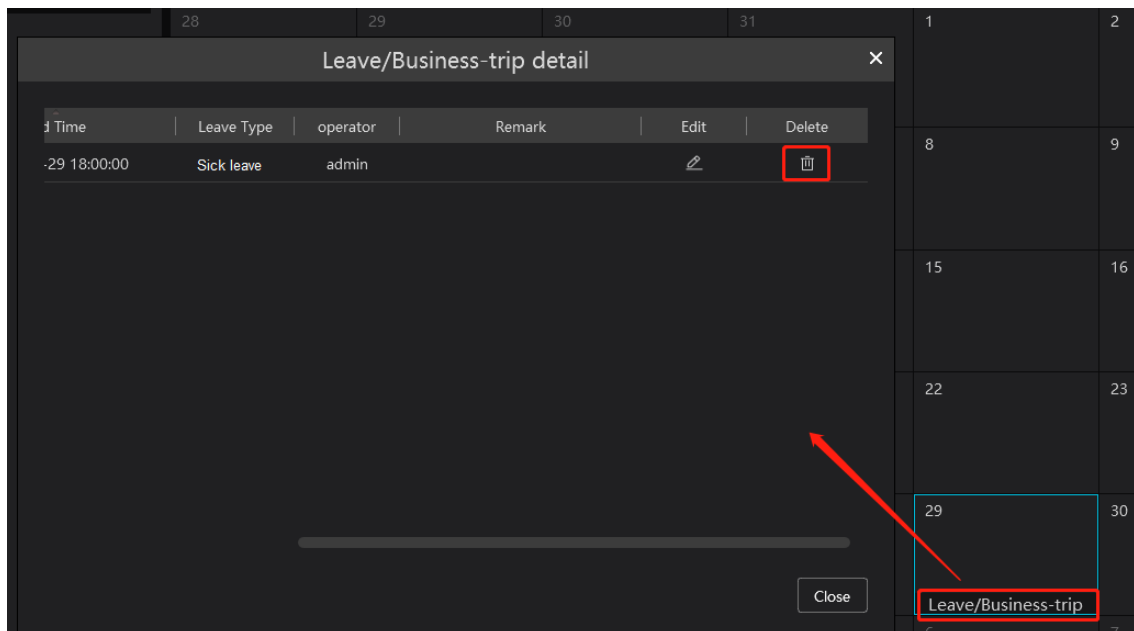 28 29 30 31 1 2
Leave/Business-trip detail
d Time Leave Type operator Remark Edit Delete
8 9
-29 18:00:00 Sick leave admin
15 16
22 23
29 30
Close
Leave/Business-trip